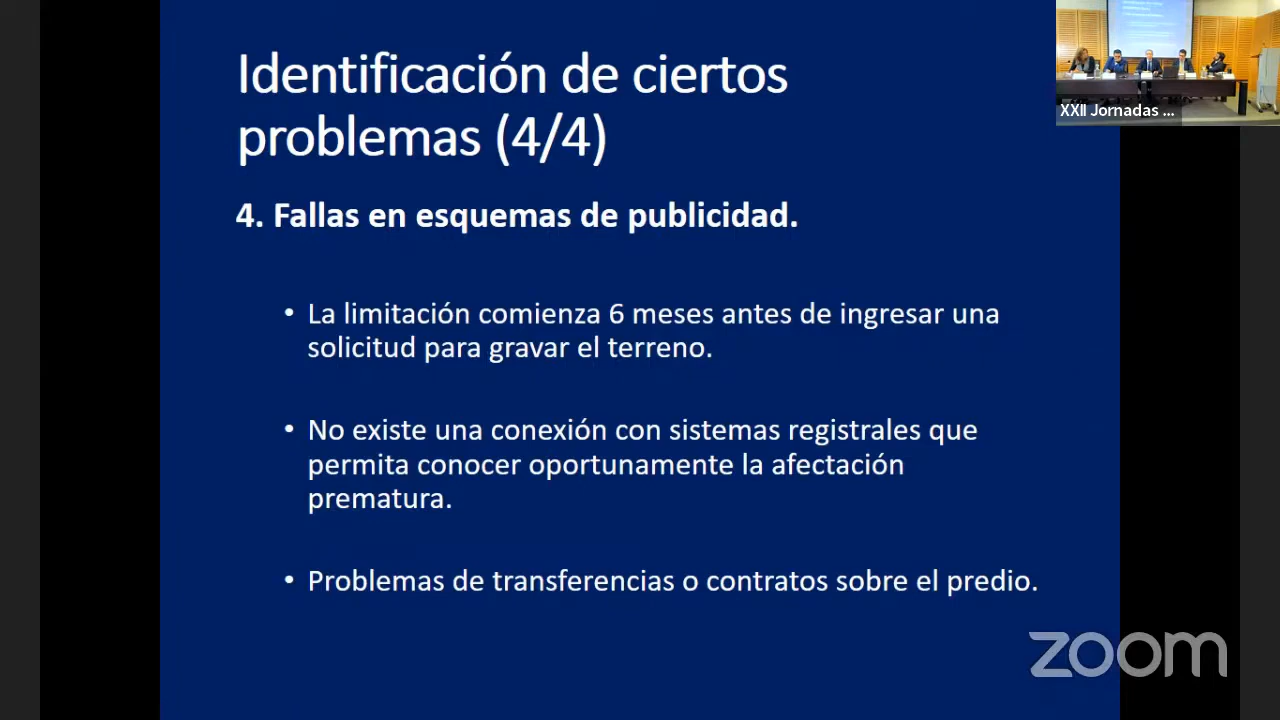 Identificación de ciertos
problemas (4/4)
4. Fallas en esquemas de publicidad.
• La limitación comienza 6 meses antes de ingresar una
solicitud para gravar el terreno.
• No existe una conexión con sistemas registrales que
permita conocer oportunamente la afectación
prematura.
• Problemas de transferencias o contratos sobre el predio.
XXII Jornadas ...
zoom